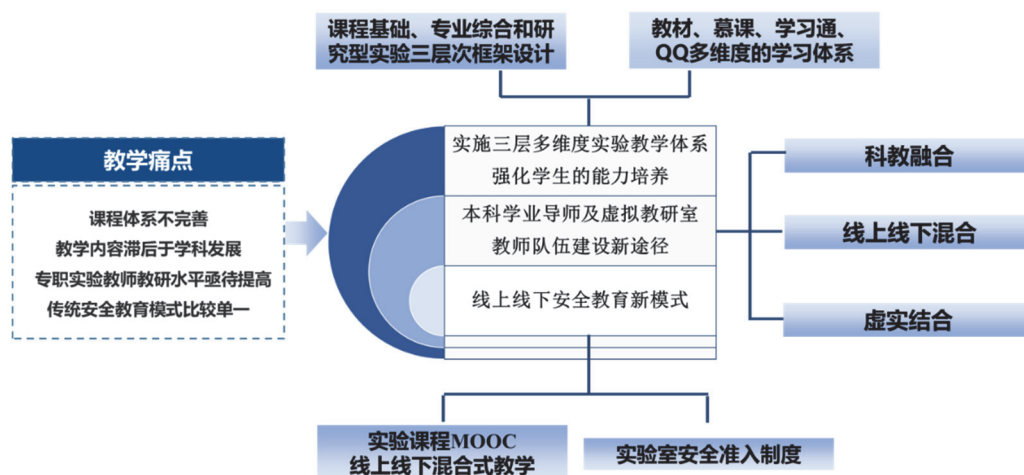 课程基础、专业综合和研
究型实验三层次框架设计
教材、慕课、学习通、
QQ多维度的学习体系
教学痛点
课程体系不完善
教学内容滞后于学科发展
专职实验教师教研水平亟待提高
传统安全教育模式比较单一
实施三层多维度实验教学体系
强化学生的能力培养
本科学业导师及虚拟教研室
教师队伍建设新途径
线上线下安全教育新模式
科教融合
线上线下混合
虚实结合
实验课程MOOC
线上线下混合式教学
实验室安全准入制度